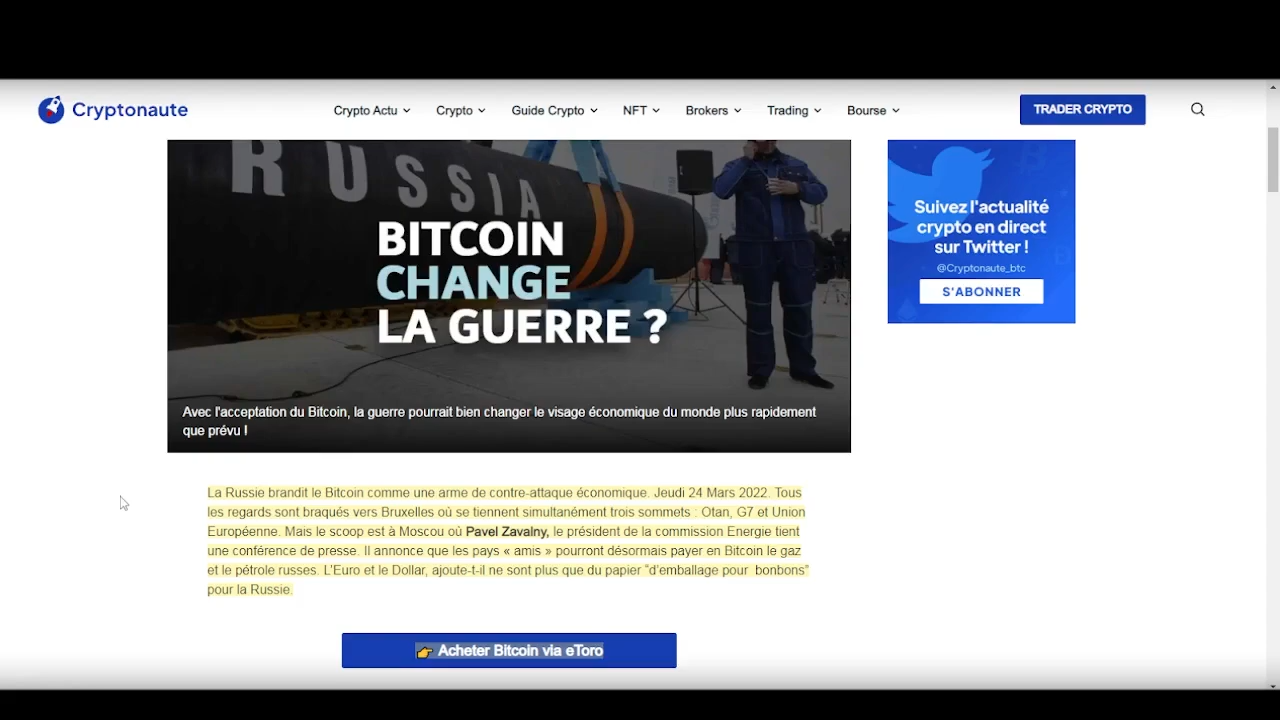 Cryptonaute
Crypto Actu
Crypto
Guide Crypto
NFT
Brokers
Trading
Bourse
TRADER CRYPTO
RUSSIA
BITCOIN
CHANGE
LA GUERRE ?
Avec l'acceptation du Bitcoin, la guerre pourrait bien changer le visage économique du monde plus rapidement
que prévu !
Suivez l'actualité
crypto en direct
sur Twitter !
@Cryptonaute_btc
S'ABONNER
La Russie brandit le Bitcoin comme une arme de contre-attaque économique. Jeudi 24 Mars 2022. Tous
les regards sont braqués vers Bruxelles où se tiennent simultanément trois sommets : Otan, G7 et Union
Européenne. Mais le scoop est à Moscou où Pavel Zavalny, le président de la commission Energie tient
une conférence de presse. Il annonce que les pays « amis » pourront désormais payer en Bitcoin le gaz
et le pétrole russes. L'Euro et le Dollar, ajoute-t-il ne sont plus que du papier “d'emballage pour bonbons”
pour la Russie.
👉 Acheter Bitcoin via eToro